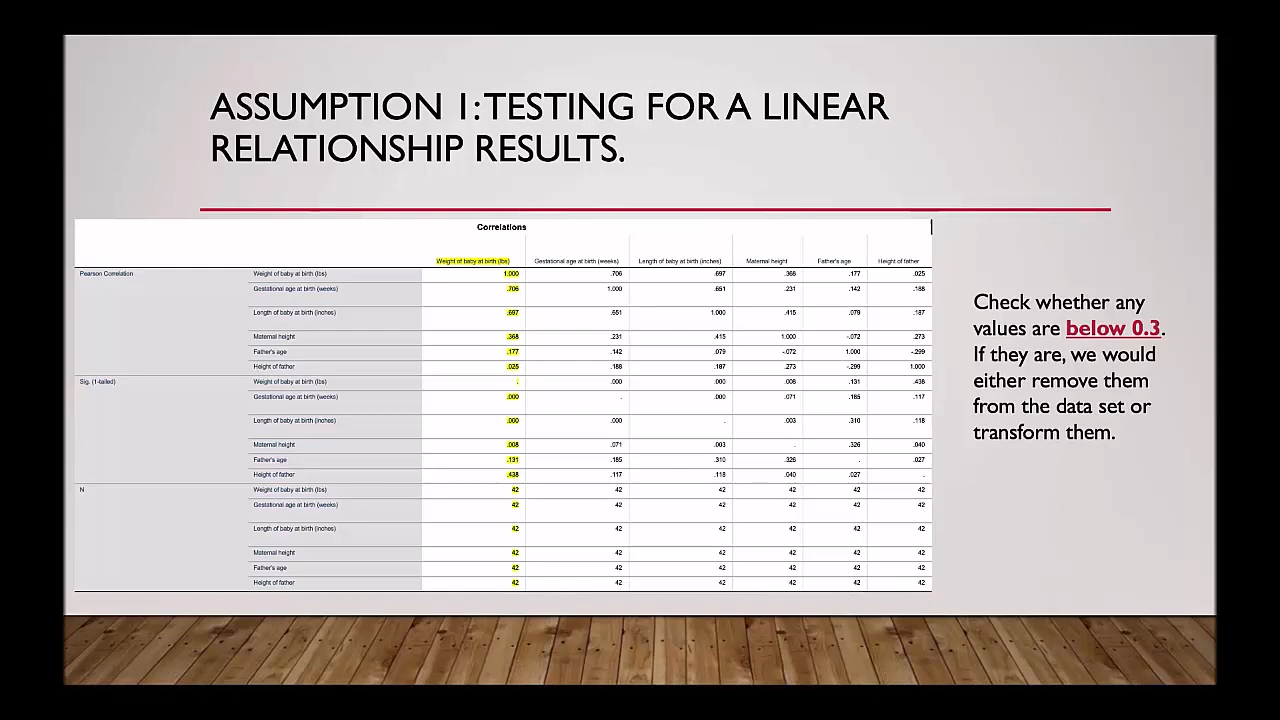 ASSUMPTION 1: TESTING FOR A LINEAR
RELATIONSHIP RESULTS.
Correlations
Weight of baby at birth (lbs) Gestational age at birth (weeks) Length of baby at birth (inches) Maternal height Father's age Height of father
Pearson Correlation Weight of baby at birth (lbs) 1.000 .706 .697 .368 .177 .025
Gestational age at birth (weeks) .706 1.000 .651 .231 .142 .188
Length of baby at birth (inches) .697 .651 1.000 .415 .079 .187
Maternal height .368 .231 .415 1.000 -.072 .273
Father's age .177 .142 .079 -.072 1.000 -.299
Height of father .025 .188 .187 .273 -.299 1.000
Sig. (1-tailed) Weight of baby at birth (lbs) . .000 .000 .008 .131 .438
Gestational age at birth (weeks) .000 . .000 .071 .185 .117
Length of baby at birth (inches) .000 .000 . .003 .310 .118
Maternal height .008 .071 .003 . .326 .040
Father's age .131 .185 .310 .326 . .027
Height of father .438 .117 .118 .040 .027 .
N Weight of baby at birth (lbs) 42 42 42 42 42 42
Gestational age at birth (weeks) 42 42 42 42 42 42
Length of baby at birth (inches) 42 42 42 42 42 42
Maternal height 42 42 42 42 42 42
Father's age 42 42 42 42 42 42
Height of father 42 42 42 42 42 42
Check whether any
values are below 0.3.
If they are, we would
either remove them
from the data set or
transform them.